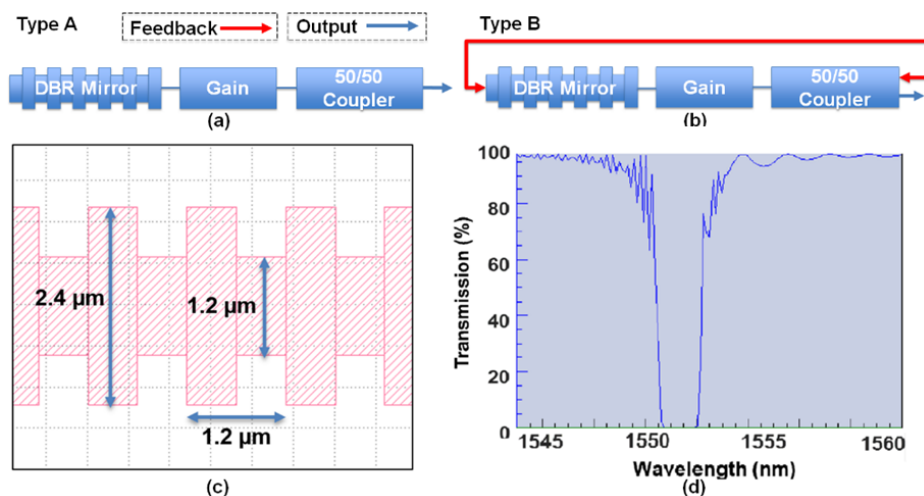 Type A
Feedback
Output
Type B
DBR Mirror
Gain
50/50
Coupler
DBR Mirror
Gain
50/50
Coupler
(a)
(b)
2.4 µm
1.2 µm
1.2 µm
(c)
Transmission (%)
100
80
60
40
20
0
1545
1550
1555
1560
Wavelength (nm)
(d)